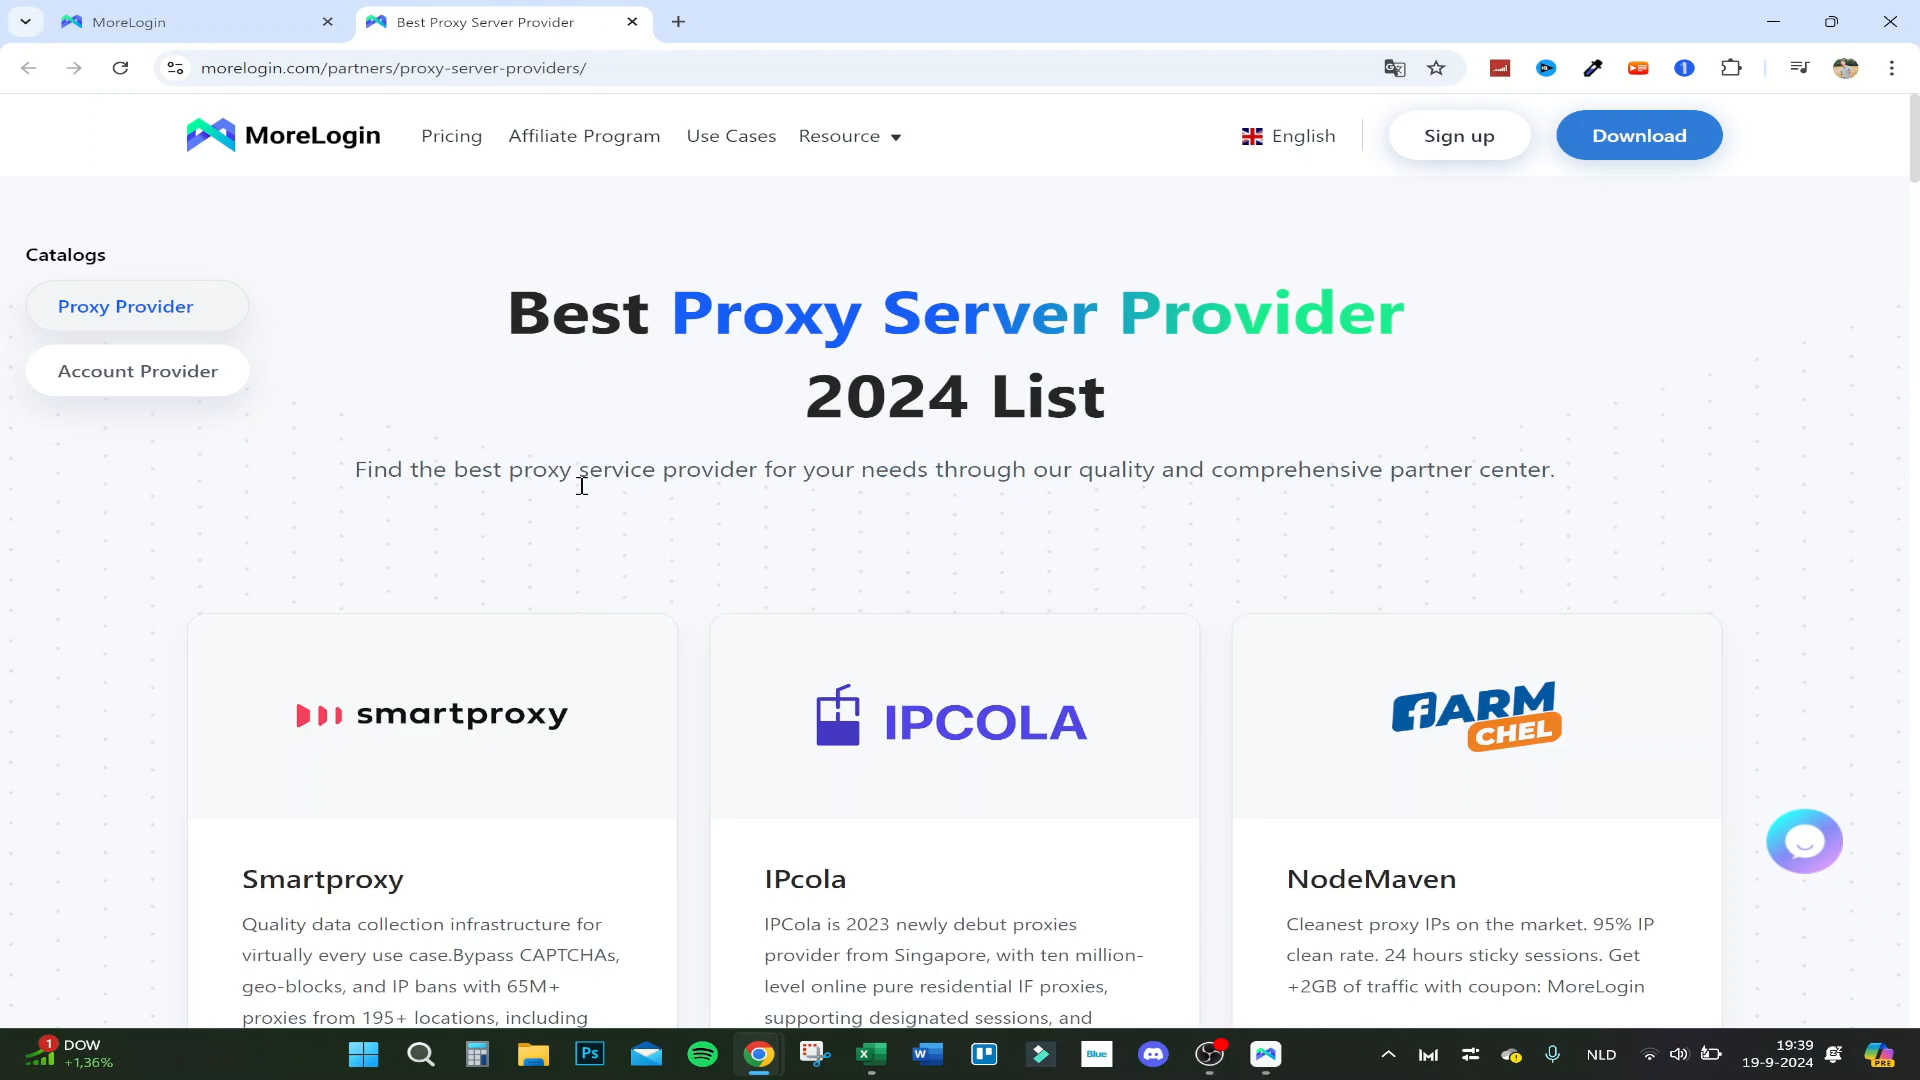 MoreLogin
Best Proxy Server Provider
morelogin.com/partners/proxy-server-providers/
MoreLogin
Pricing
Affiliate Program
Use Cases
Resource
English
Sign up
Download
Catalogs
Proxy Provider
Account Provider
Best Proxy Server Provider
2024 List
Find the best proxy service provider for your needs through our quality and comprehensive partner center.
smartproxy
IPCOLA
FARM
CHEL
Smartproxy
Quality data collection infrastructure for
virtually every use case.Bypass CAPTCHAs,
geo-blocks, and IP bans with 65M+
proxies from 195+ locations, including
IPcola
IPCola is 2023 newly debut proxies
provider from Singapore, with ten million-
level online pure residential IF proxies,
supporting designated sessions, and
NodeMaven
Cleanest proxy IPs on the market. 95% IP
clean rate. 24 hours sticky sessions. Get
+2GB of traffic with coupon: MoreLogin
1
DOW
+1,36%
Ps
Blue
NLD
19:39
19-9-2024
PRE